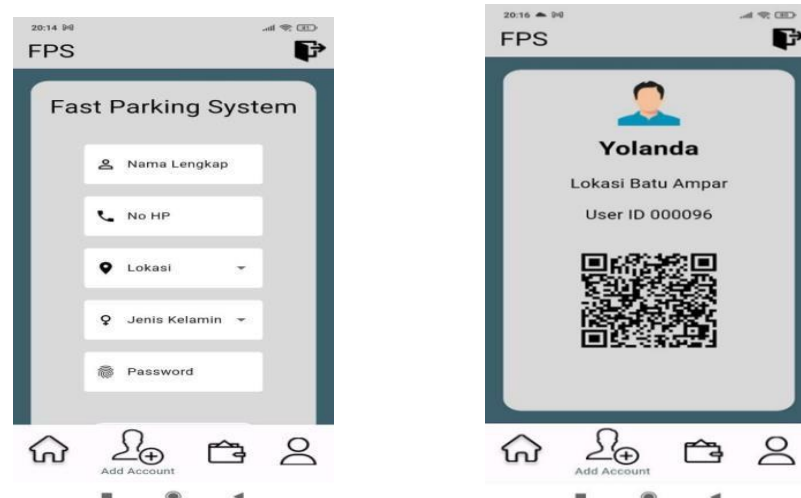 20:14
FPS
Fast Parking System
Nama Lengkap
No HP
Lokasi
Jenis Kelamin
Password
Add Account
20:16
FPS
Yolanda
Lokasi Batu Ampar
User ID 000096
Add Account